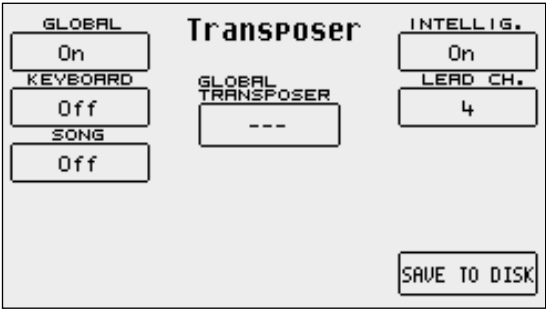 Transposer
GLOBAL
On
KEYBOARD
Off
SONG
Off
GLOBAL
TRANSPOSER
---
INTELLIG.
On
LEAD CH.
4
SAVE TO DISK